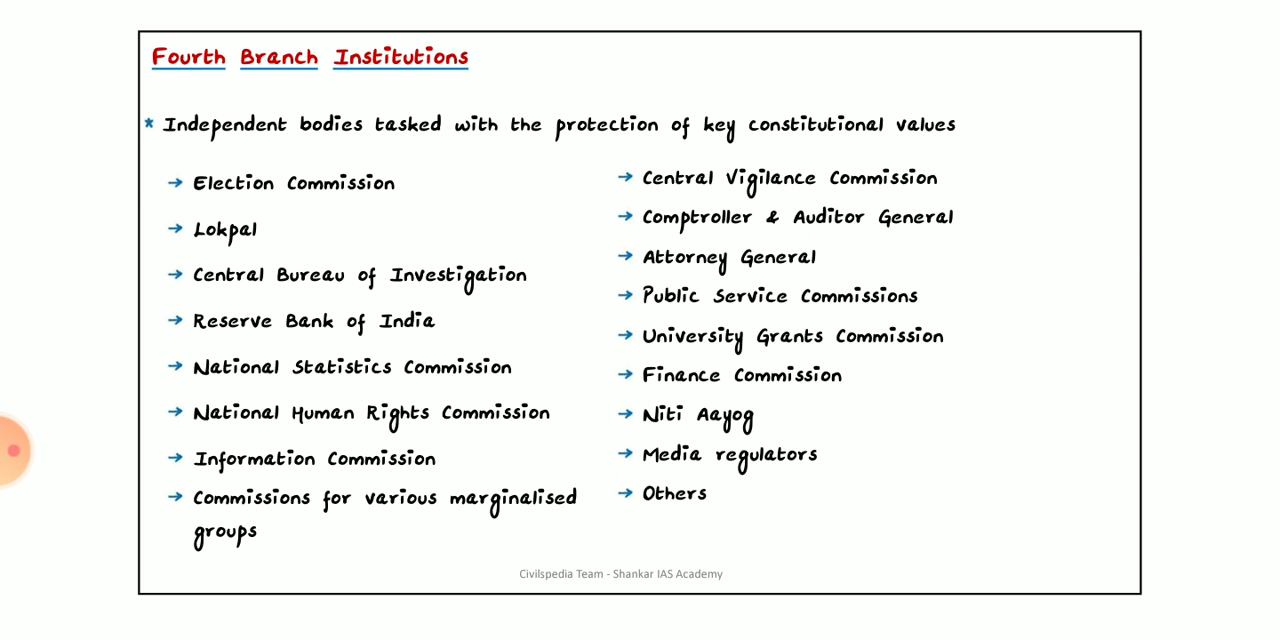 Fourth Branch Institutions
* Independent bodies tasked with the protection of key constitutional values
→ Election Commission
→ Lokpal
→ Central Bureau of Investigation
→ Reserve Bank of India
→ National Statistics Commission
→ National Human Rights Commission
→ Information Commission
→ Commissions for various marginalised
groups
→ Central Vigilance Commission
→ Comptroller & Auditor General
→ Attorney General
→ Public Service Commissions
→ University Grants Commission
→ Finance Commission
→ Niti Aayog
→ Media regulators
→ Others
Civilspedia Team - Shankar IAS Academy